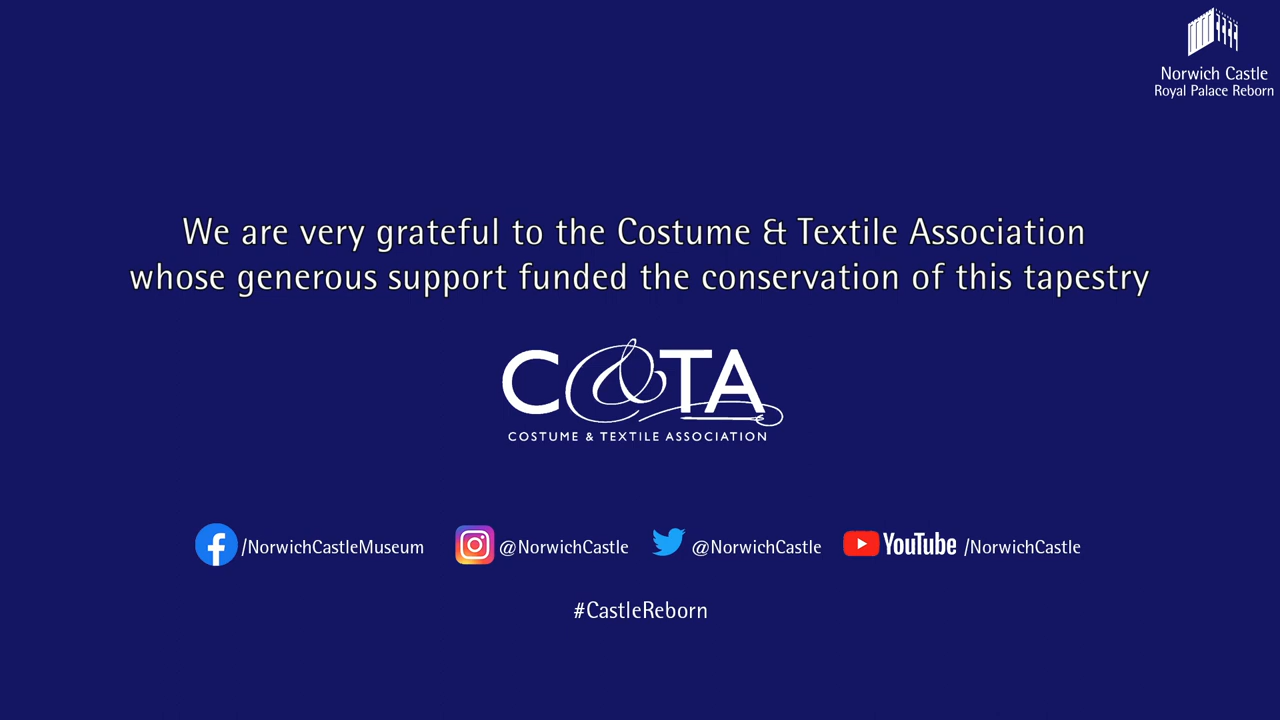 Norwich Castle
Royal Palace Reborn
We are very grateful to the Costume & Textile Association
whose generous support funded the conservation of this tapestry
C&TA
COSTUME & TEXTILE ASSOCIATION
/NorwichCastleMuseum @NorwichCastle @NorwichCastle YouTube /NorwichCastle
#CastleReborn